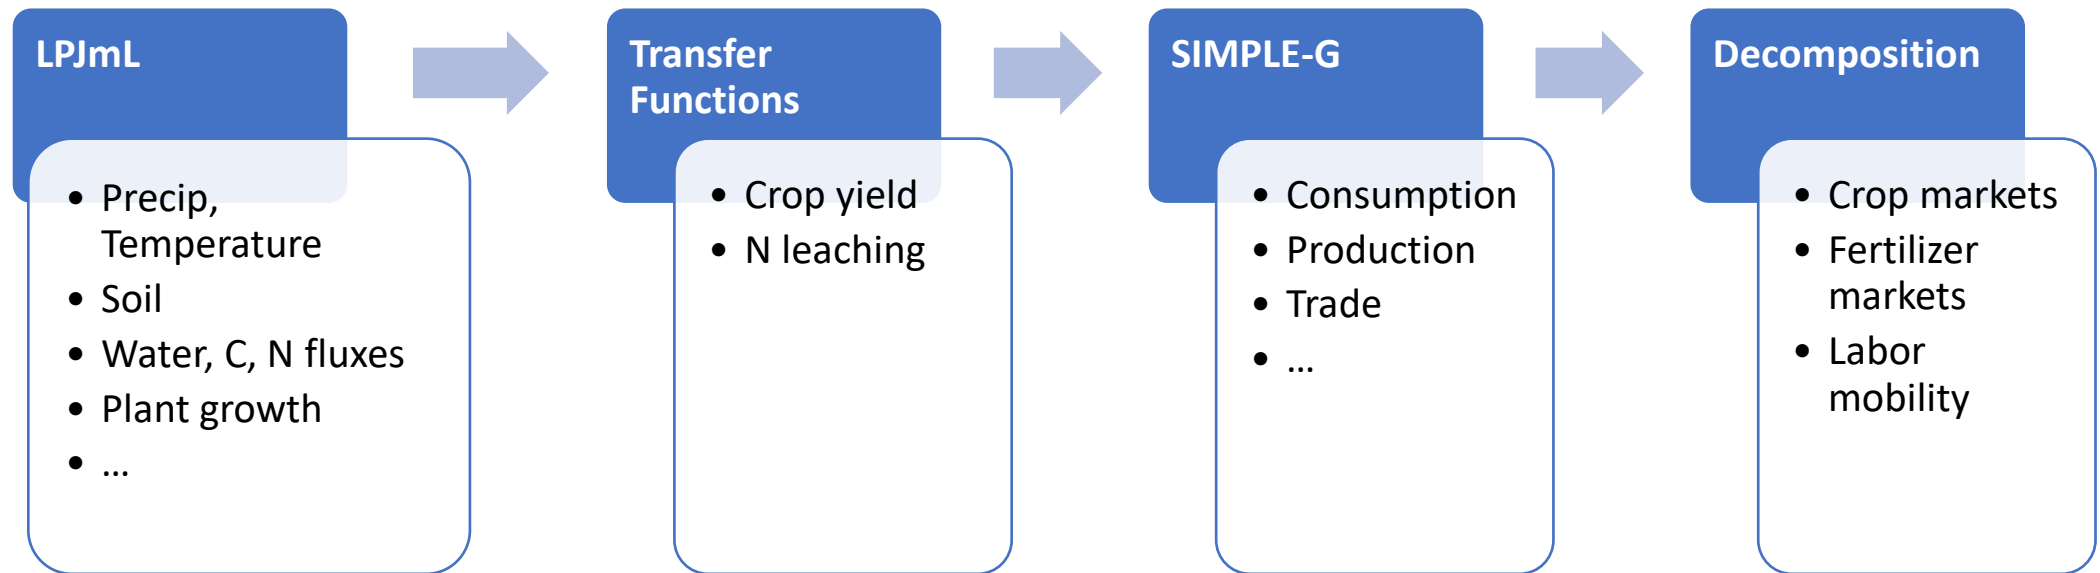 LPJmL
• Precip,
Temperature
• Soil
• Water, C, N fluxes
• Plant growth
• ...
Transfer
Functions
• Crop yield
• N leaching
SIMPLE-G
• Consumption
• Production
• Trade
• ...
Decomposition
• Crop markets
• Fertilizer
markets
• Labor
mobility